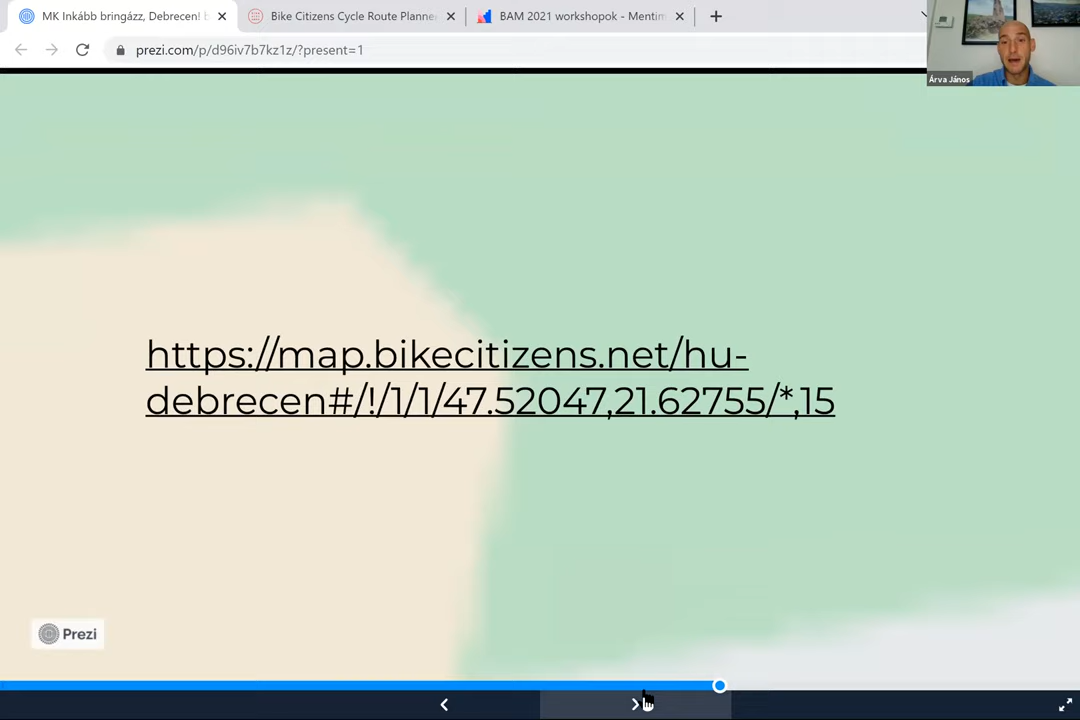 MK Inkább bringázz, Debrecen! b
Bike Citizens Cycle Route Planne
BAM 2021 workshopok - Mentim
prezi.com/p/d96iv7b7kz1z/?present=1
Árva János
https://map.bikecitizens.net/hu-
debrecen#/!/1/1/47.52047,21.62755/*,15
Prezi